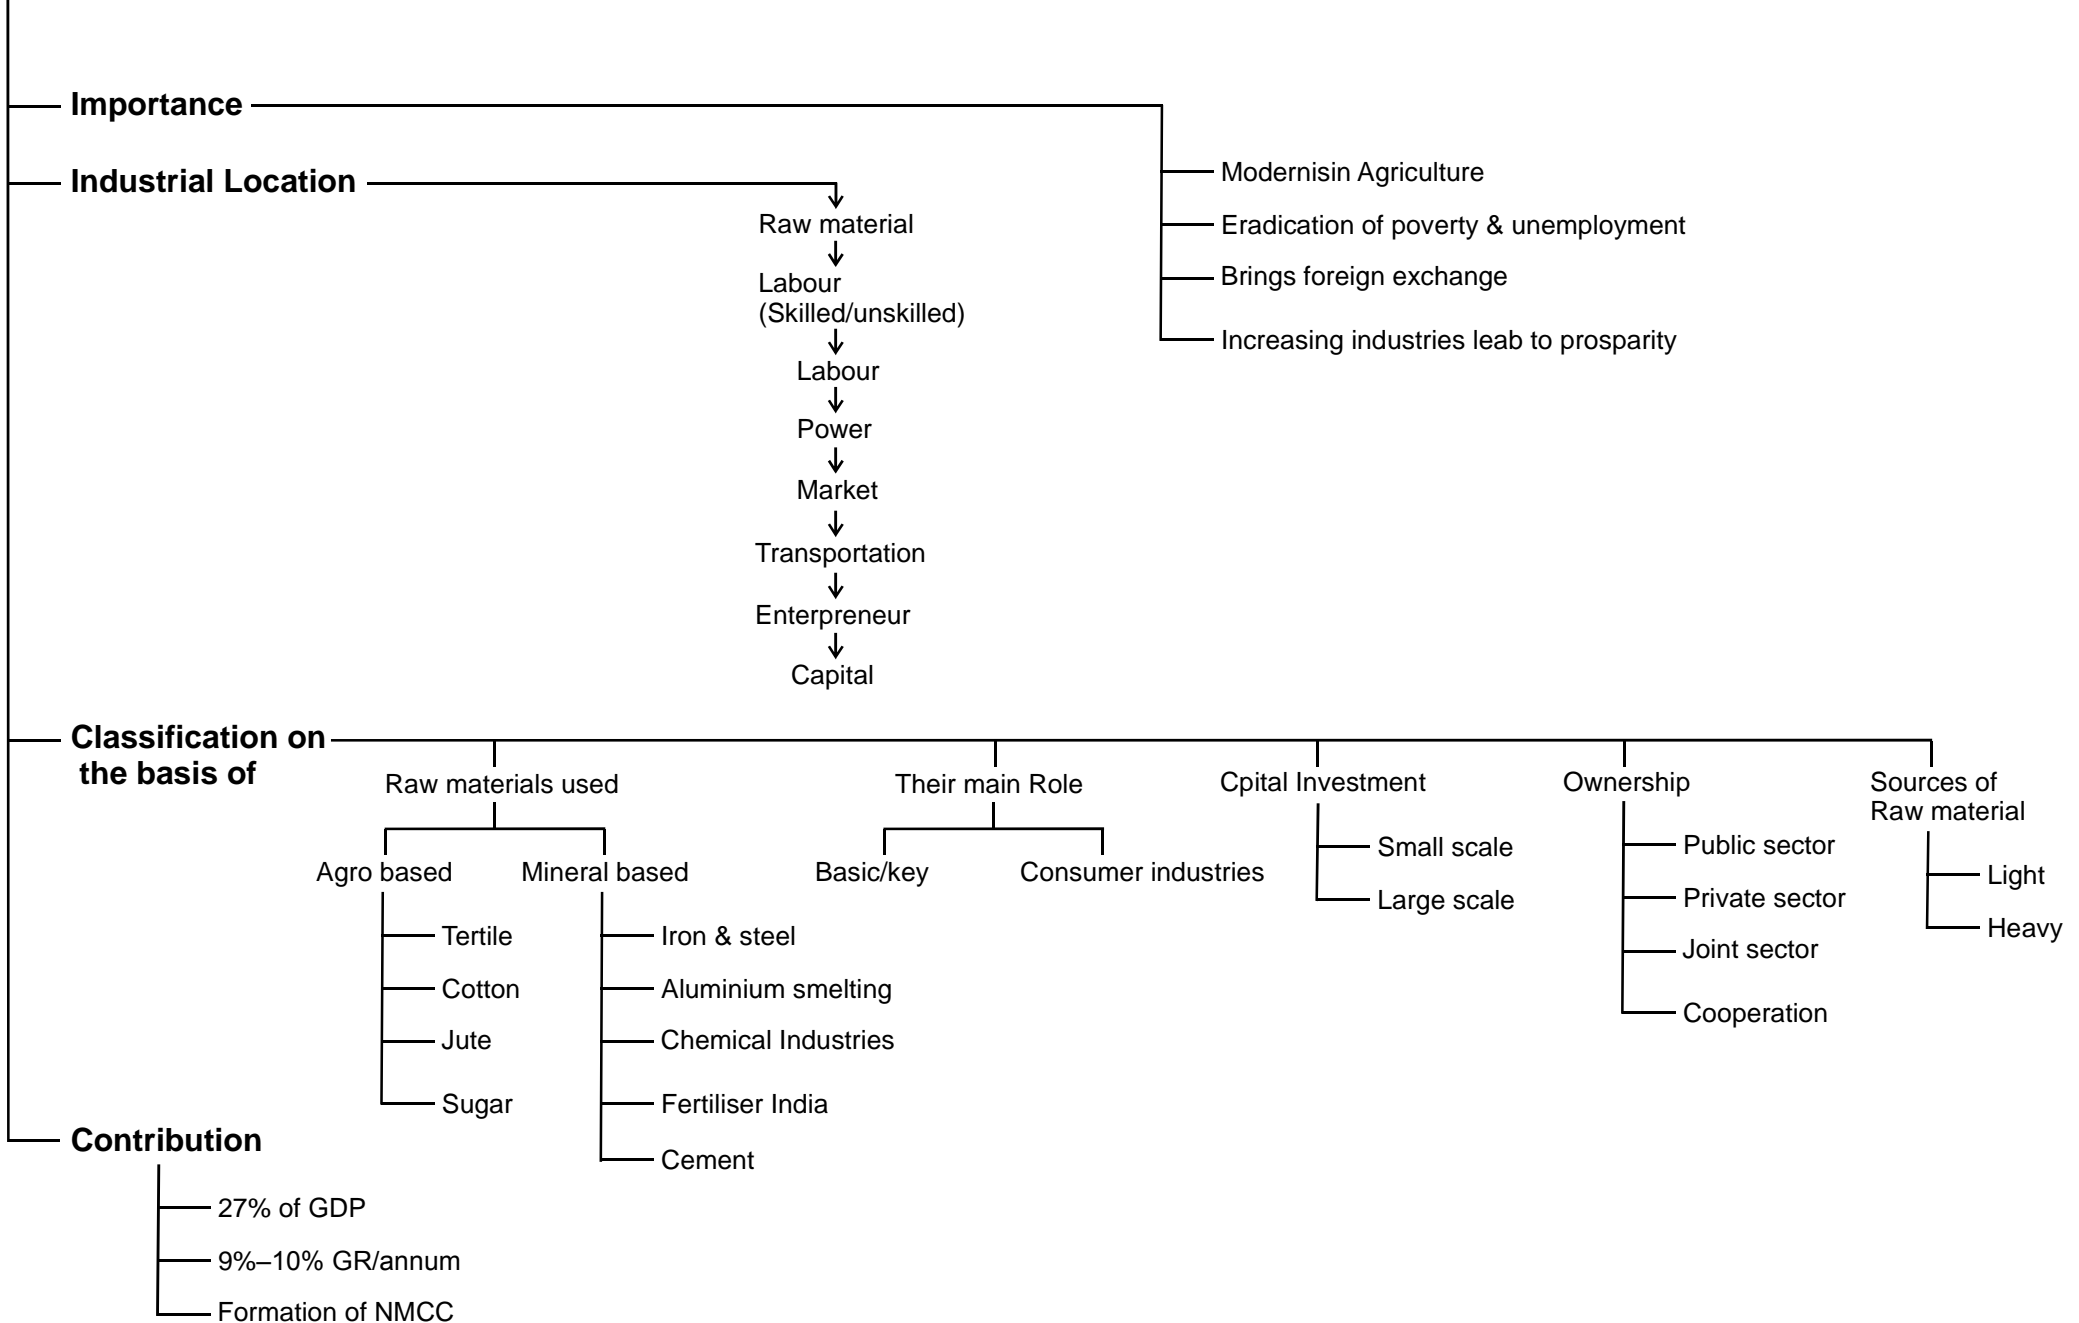 Importance
Modernisin Agriculture
Eradication of poverty & unemployment
Brings foreign exchange
Increasing industries leab to prosparity
Industrial Location
Raw material
Labour
(Skilled/unskilled)
Labour
Power
Market
Transportation
Enterpreneur
Capital
Classification on
the basis of
Raw materials used
Agro based
Tertile
Cotton
Jute
Sugar
Mineral based
Iron & steel
Aluminium smelting
Chemical Industries
Fertiliser India
Cement
Their main Role
Basic/key
Consumer industries
Cpital Investment
Small scale
Large scale
Ownership
Public sector
Private sector
Joint sector
Cooperation
Sources of
Raw material
Light
Heavy
Contribution
27% of GDP
9%–10% GR/annum
Formation of NMCC